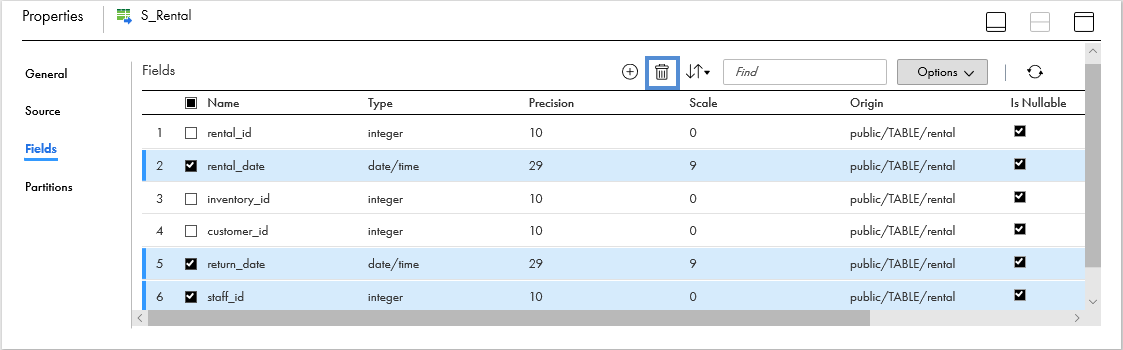 Properties S_Rental
General
Source
Fields
Partitions
Fields Find Options
Name Type Precision Scale Origin Is Nullable
1 rental_id integer 10 0 public/TABLE/rental
2 rental_date date/time 29 9 public/TABLE/rental
3 inventory_id integer 10 0 public/TABLE/rental
4 customer_id integer 10 0 public/TABLE/rental
5 return_date date/time 29 9 public/TABLE/rental
6 staff_id integer 10 0 public/TABLE/rental